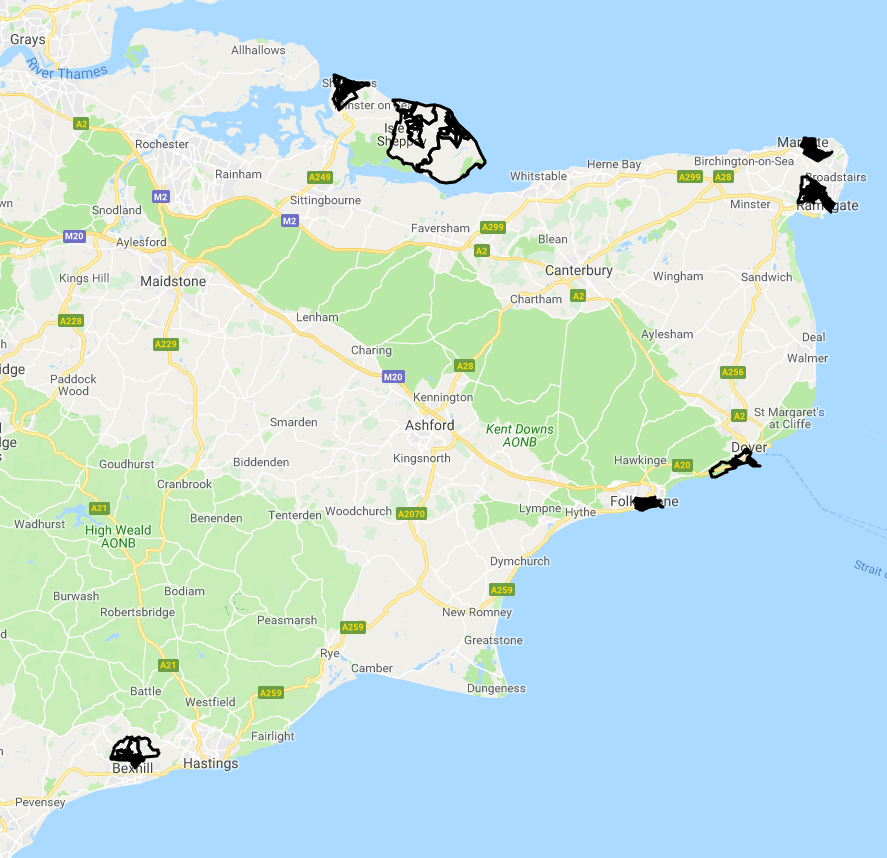 Grays
Allhallows
River Thames
A2
Rochester
Rainham
A249
Sittingbourne
Whitstable
Herne Bay
Birchington-on-Sea
A299
A28
Broadstairs
Minster
M2
Snodland
M2
Faversham
A299
M20
Aylesford
A2
Blean
Kings Hill
Maidstone
Canterbury
Wingham
Sandwich
A2
Chartham
Lenham
A228
A229
Charing
Aylesham
Deal
Walmer
A28
M20
A256
Paddock
Wood
Kennington
Ashford
Smarden
Kent Downs
AONB
A2
St Margaret's
at Cliffe
Dover
Goudhurst
Biddenden
Kingsnorth
Hawkinge
A20
Cranbrook
A21
Benenden
Tenterden
Woodchurch
A2070
Lympne
Hythe
Wadhurst
High Weald
AONB
Dymchurch
Strait
A259
Burwash
Bodiam
Robertsbridge
Peasmarsh
New Romney
A259
Greatstone
Rye
Camber
A21
Dungeness
Battle
A259
Westfield
Fairlight
Bexhill
Hastings
Pevensey